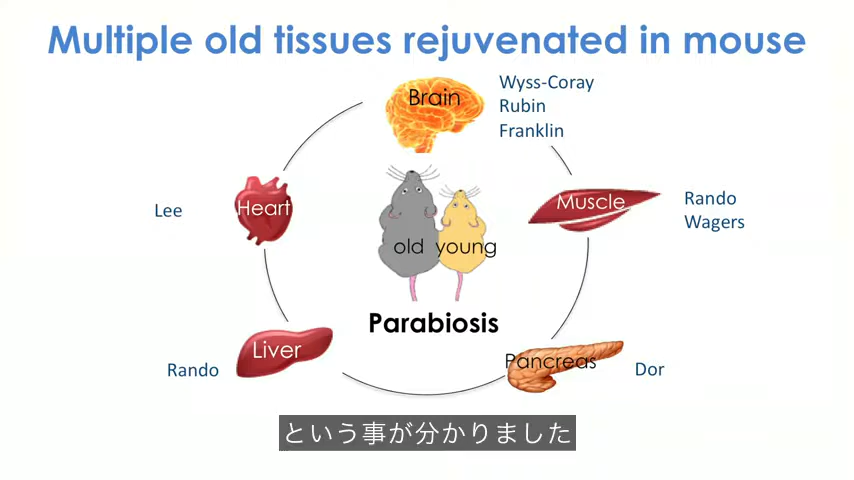 Multiple old tissues rejuvenated in mouse
Brain
Wyss-Coray
Rubin
Franklin
Heart
Lee
Muscle
Rando
Wagers
old young
Parabiosis
Liver
Rando
Pancreas
Dor
という事が分かりました